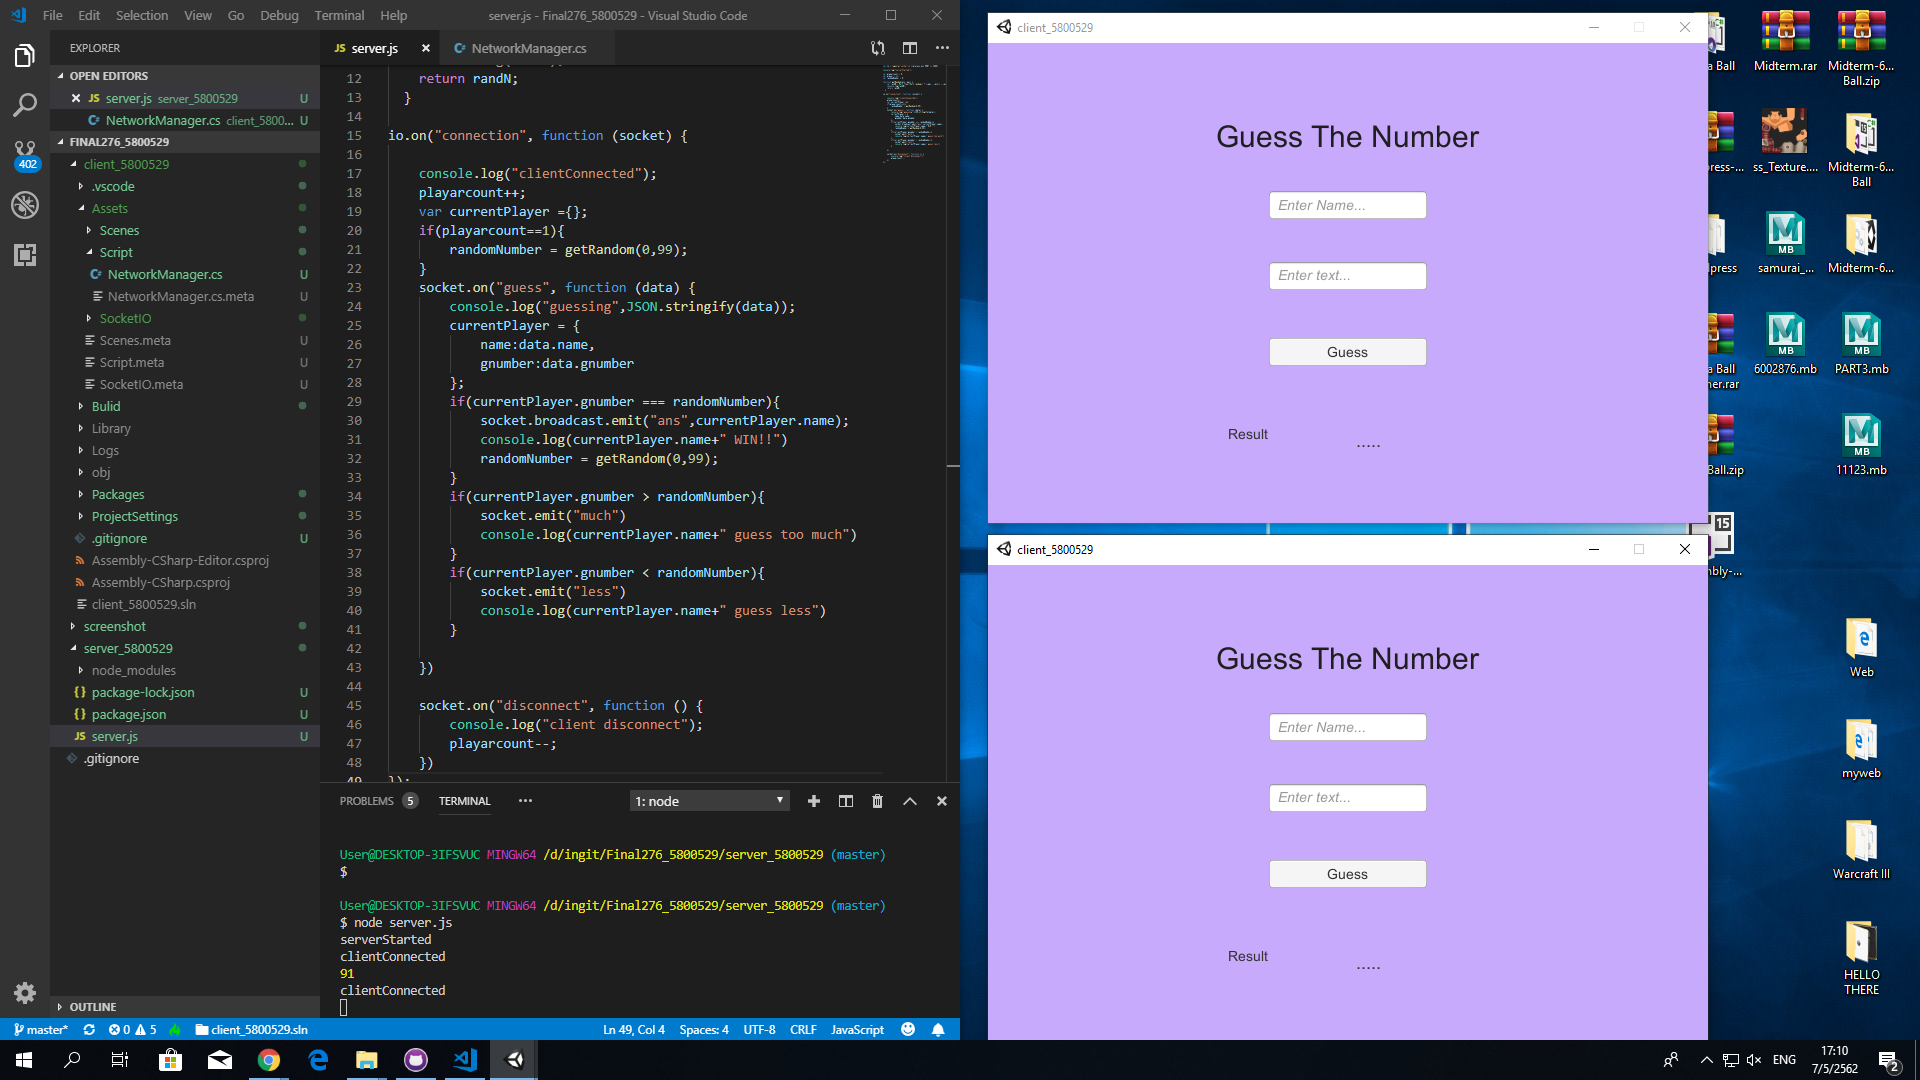 File Edit Selection View Go Debug Terminal Help
server.js - Final276_5800529 - Visual Studio Code
EXPLORER
OPEN EDITORS
JS server.js server_5800529 U
NetworkManager.cs client_5800... U
FINAL276_5800529
client_5800529
.vscode
Assets
Scenes
Script
NetworkManager.cs U
NetworkManager.cs.meta U
SocketIO
Scenes.meta U
Script.meta U
SocketIO.meta U
Bulid
Library
Logs
obj
Packages
ProjectSettings
.gitignore U
Assembly-CSharp-Editor.csproj
Assembly-CSharp.csproj
client_5800529.sln
screenshot
server_5800529
node_modules
{} package-lock.json U
{} package.json U
JS server.js U
.gitignore
OUTLINE
402
JS server.js
NetworkManager.cs
12 return randN;
13 }
14
15 io.on("connection", function (socket) {
16
17 console.log("clientConnected");
18 playarcount++;
19 var currentPlayer ={};
20 if(playarcount==1){
21 randomNumber = getRandom(0,99);
22 }
23 socket.on("guess", function (data) {
24 console.log("guessing",JSON.stringify(data));
25 currentPlayer = {
26 name:data.name,
27 gnumber:data.gnumber
28 };
29 if(currentPlayer.gnumber === randomNumber){
30 socket.broadcast.emit("ans",currentPlayer.name);
31 console.log(currentPlayer.name+" WIN!!")
32 randomNumber = getRandom(0,99);
33 }
34 if(currentPlayer.gnumber > randomNumber){
35 socket.emit("much")
36 console.log(currentPlayer.name+" guess too much")
37 }
38 if(currentPlayer.gnumber < randomNumber){
39 socket.emit("less")
40 console.log(currentPlayer.name+" guess less")
41 }
42
43 })
44
45 socket.on("disconnect", function () {
46 console.log("client disconnect");
47 playarcount--;
48 })
49 });
PROBLEMS 5 TERMINAL ... 1: node
User@DESKTOP-3IFSVUC MINGW64 /d/ingit/Final276_5800529/server_5800529 (master)
$
User@DESKTOP-3IFSVUC MINGW64 /d/ingit/Final276_5800529/server_5800529 (master)
$ node server.js
serverStarted
clientConnected
91
clientConnected
master* 0 5 client_5800529.sln Ln 49, Col 4 Spaces: 4 UTF-8 CRLF JavaScript
client_5800529
Guess The Number
Enter Name...
Enter text...
Guess
Result .....
client_5800529
Guess The Number
Enter Name...
Enter text...
Guess
Result .....
a Ball
Midterm.rar
Midterm-6...
Ball.zip
ress-...
ss_Texture....
Midterm-6...
Ball
lpress
MB
samurai_...
Midterm-6...
a Ball
ner.rar
MB
6002876.mb
MB
PART3.mb
Ball.zip
MB
11123.mb
15
nbly-...
Web
myweb
Warcraft III
HELLO
THERE
ENG
17:10
7/5/2562
2